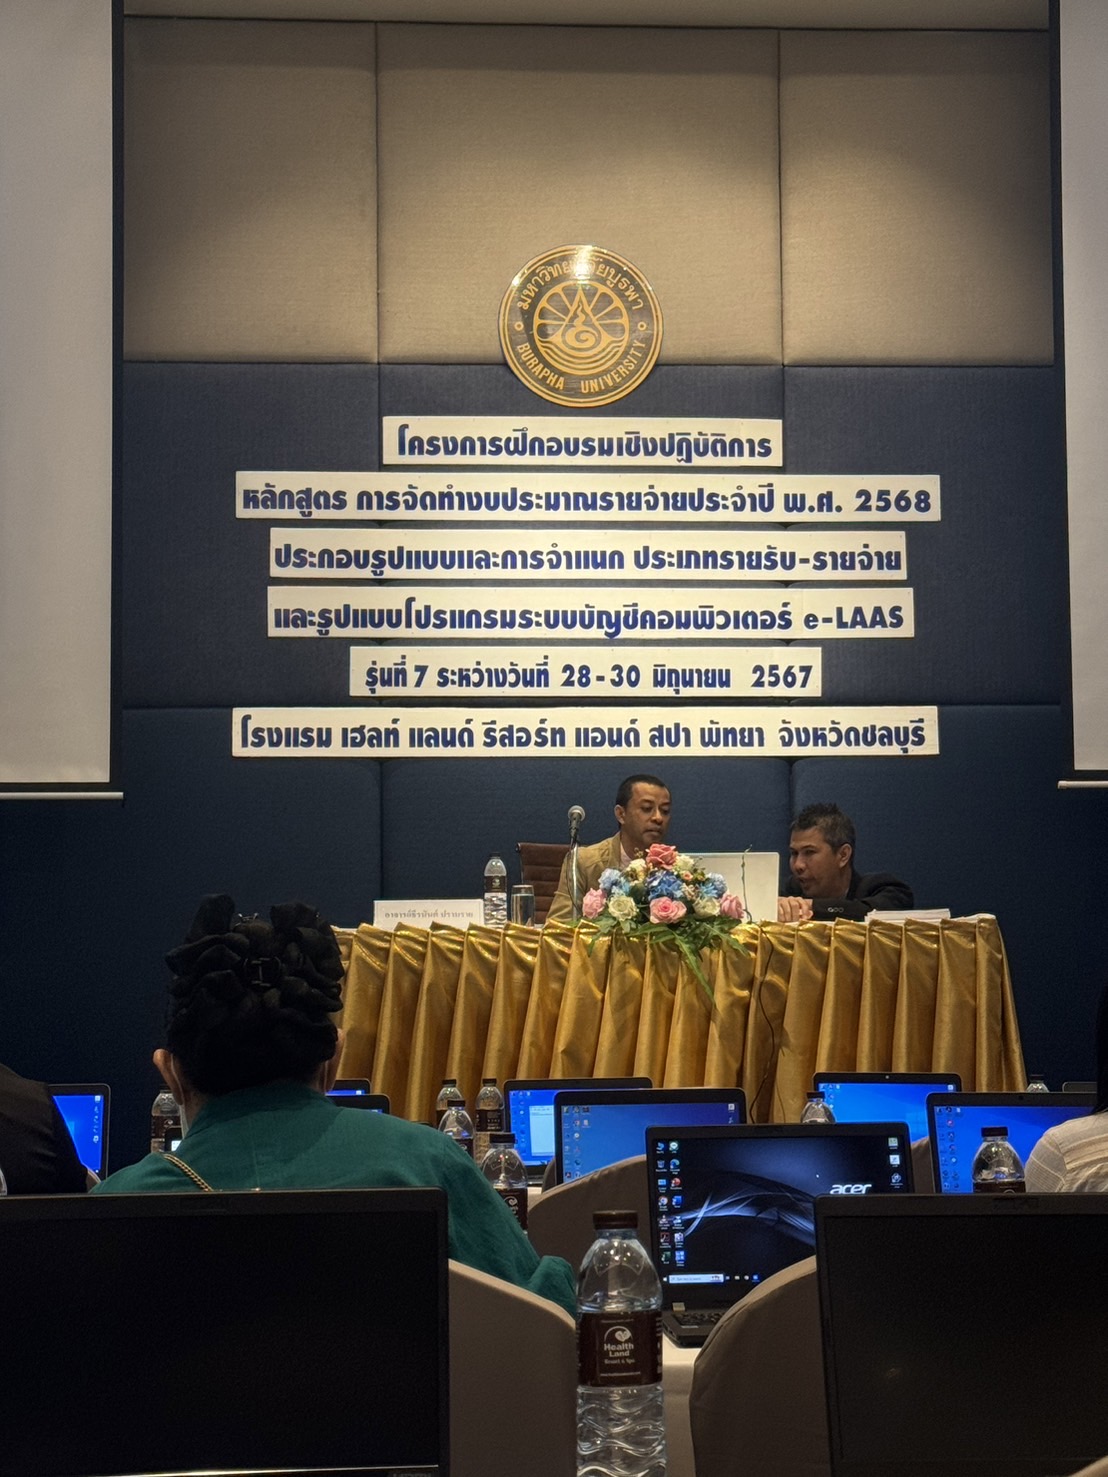 มหาวิทยาลัยบูรพา
BURAPHA UNIVERSITY
โครงการฝึกอบรมเชิงปฏิบัติการ
หลักสูตร การจัดทำงบประมาณรายจ่ายประจำปี พ.ศ. 2568
ประกอบรูปแบบและการจำแนก ประเภทรายรับ-รายจ่าย
และรูปแบบโปรแกรมระบบบัญชีคอมพิวเตอร์ e-LAAS
รุ่นที่ 7 ระหว่างวันที่ 28-30 มิถุนายน 2567
โรงแรม เฮลท์ แลนด์ รีสอร์ท แอนด์ สปา พัทยา จังหวัดชลบุรี
acer
Health
Land
Resort & Spa